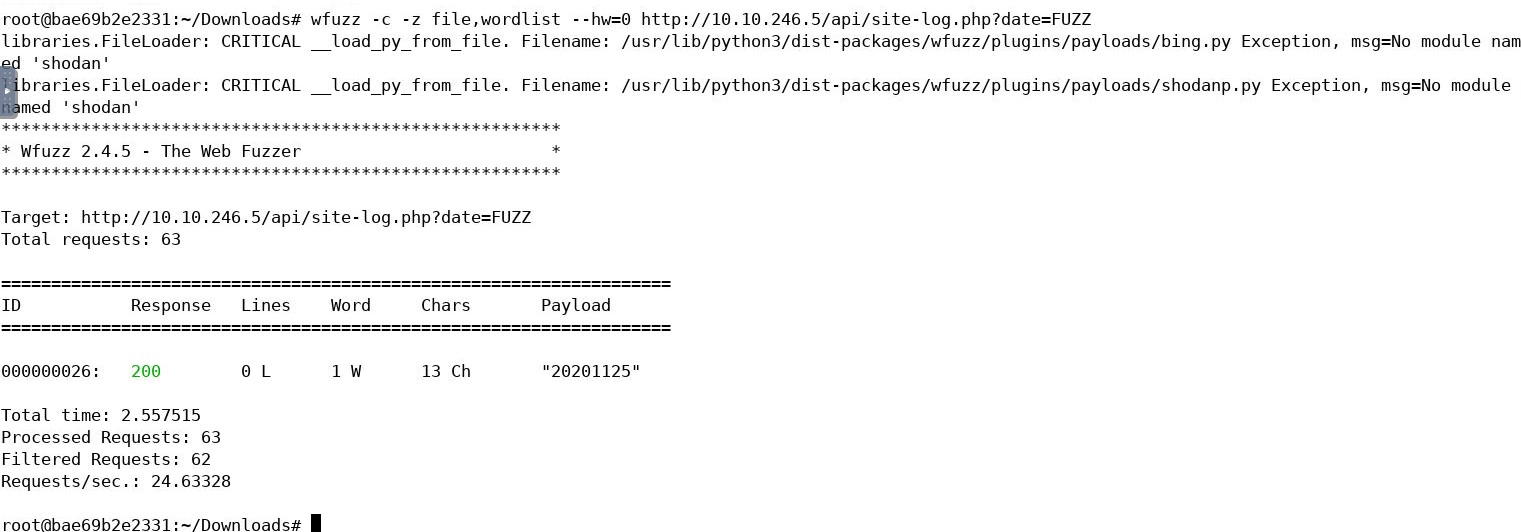 root@bae69b2e2331:~/Downloads# wfuzz -c -z file,wordlist --hw=0 http://10.10.246.5/api/site-log.php?date=FUZZ
libraries.FileLoader: CRITICAL __load_py_from_file. Filename: /usr/lib/python3/dist-packages/wfuzz/plugins/payloads/bing.py Exception, msg=No module nam
ed 'shodan'
libraries.FileLoader: CRITICAL __load_py_from_file. Filename: /usr/lib/python3/dist-packages/wfuzz/plugins/payloads/shodanp.py Exception, msg=No module
named 'shodan'
********************************************************
* Wfuzz 2.4.5 - The Web Fuzzer                         *
********************************************************
Target: http://10.10.246.5/api/site-log.php?date=FUZZ
Total requests: 63
===================================================================
ID           Response   Lines    Word     Chars       Payload
===================================================================
000000026:   200        0 L      1 W      13 Ch       "20201125"
Total time: 2.557515
Processed Requests: 63
Filtered Requests: 62
Requests/sec.: 24.63328
root@bae69b2e2331:~/Downloads#